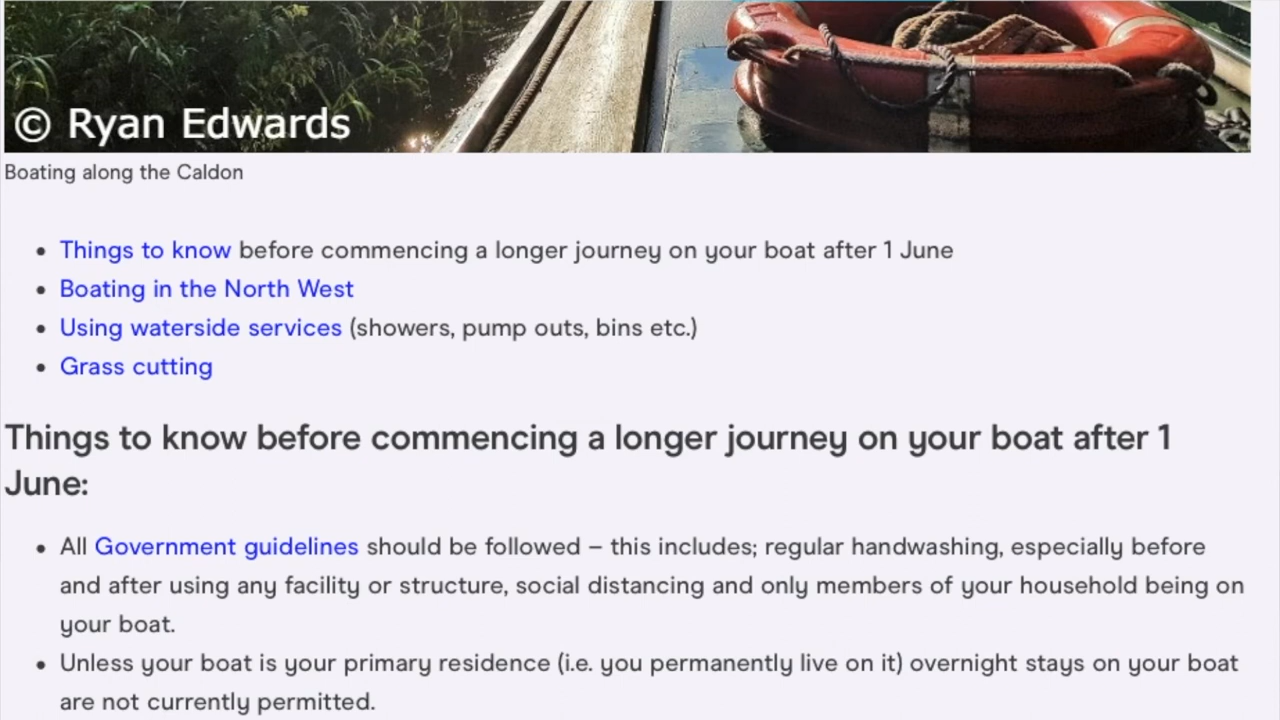 © Ryan Edwards
Boating along the Caldon
Things to know before commencing a longer journey on your boat after 1 June
Boating in the North West
Using waterside services (showers, pump outs, bins etc.)
Grass cutting
Things to know before commencing a longer journey on your boat after 1
June:
All Government guidelines should be followed – this includes; regular handwashing, especially before
and after using any facility or structure, social distancing and only members of your household being on
your boat.
Unless your boat is your primary residence (i.e. you permanently live on it) overnight stays on your boat
are not currently permitted.